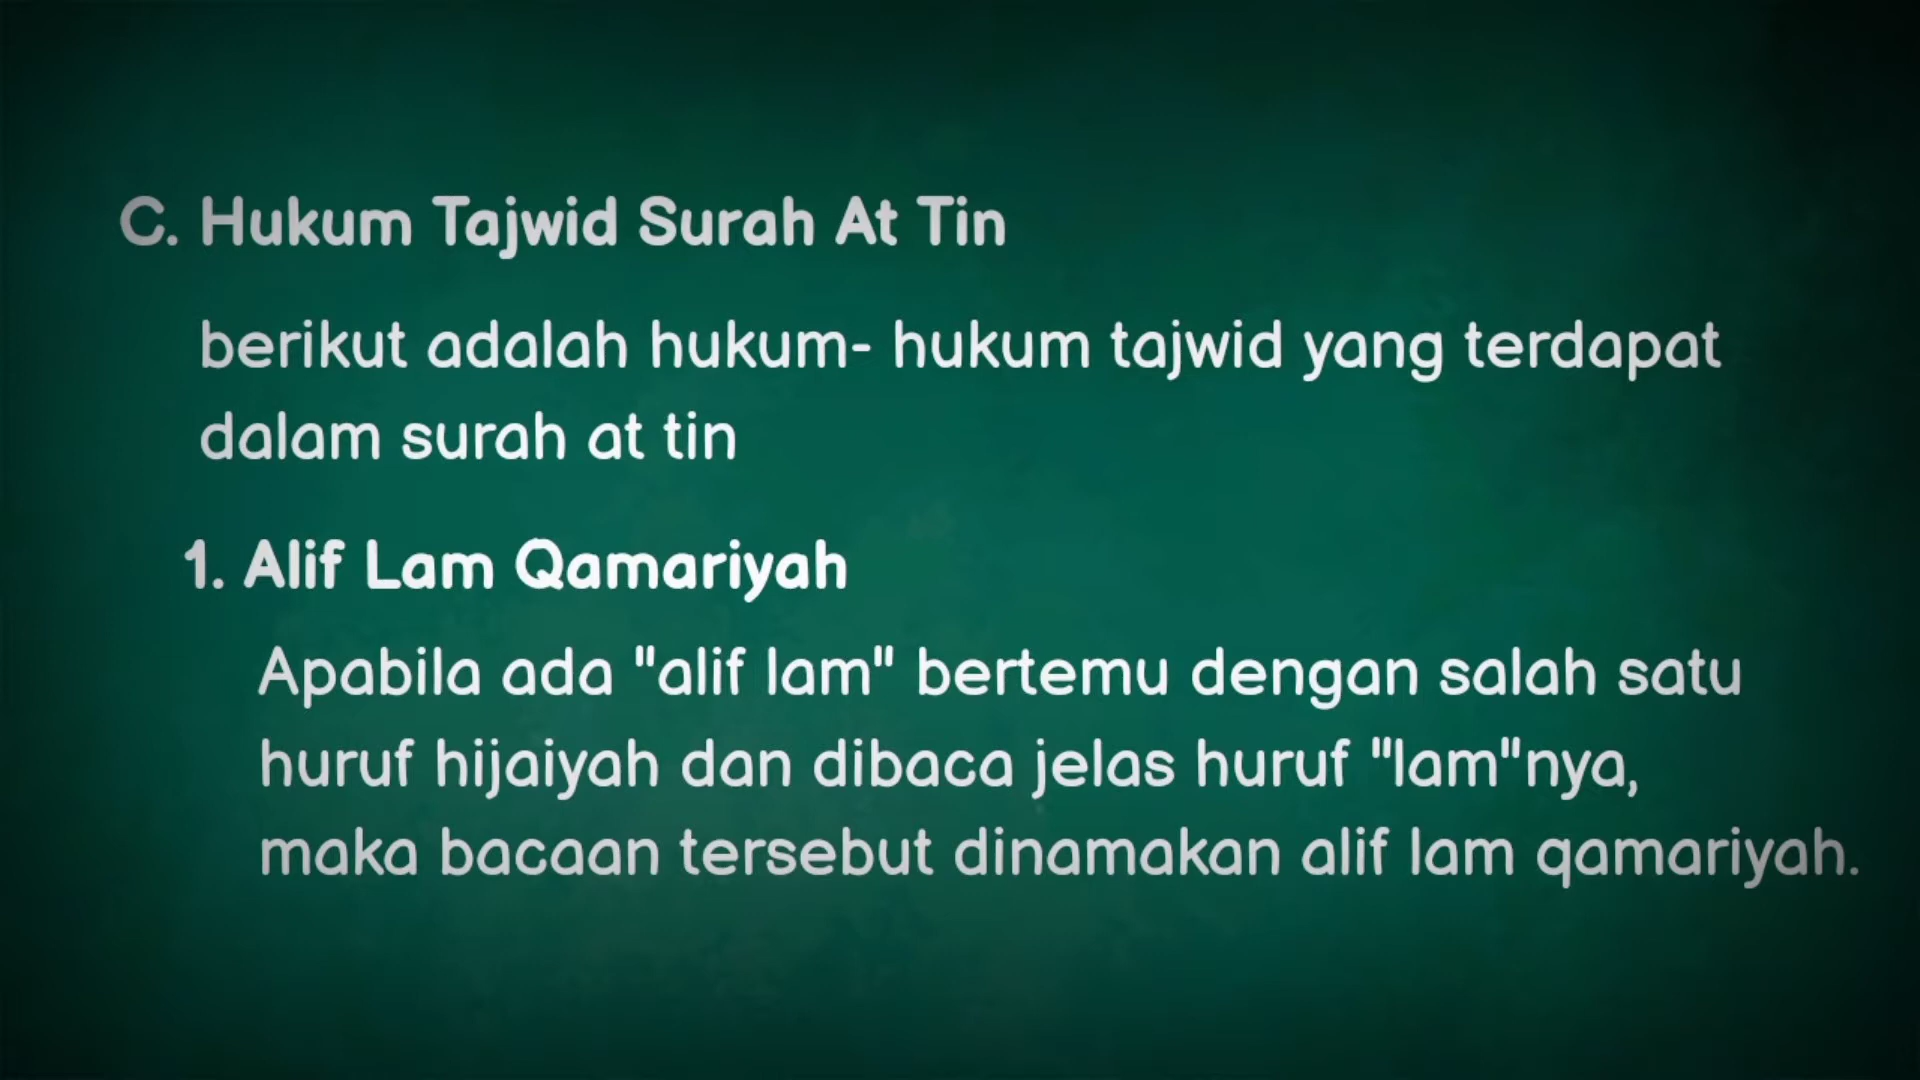 C. Hukum Tajwid Surah At Tin
berikut adalah hukum- hukum tajwid yang terdapat
dalam surah at tin
1. Alif Lam Qamariyah
Apabila ada "alif lam" bertemu dengan salah satu
huruf hijaiyah dan dibaca jelas huruf "lam"nya,
maka bacaan tersebut dinamakan alif lam qamariyah.